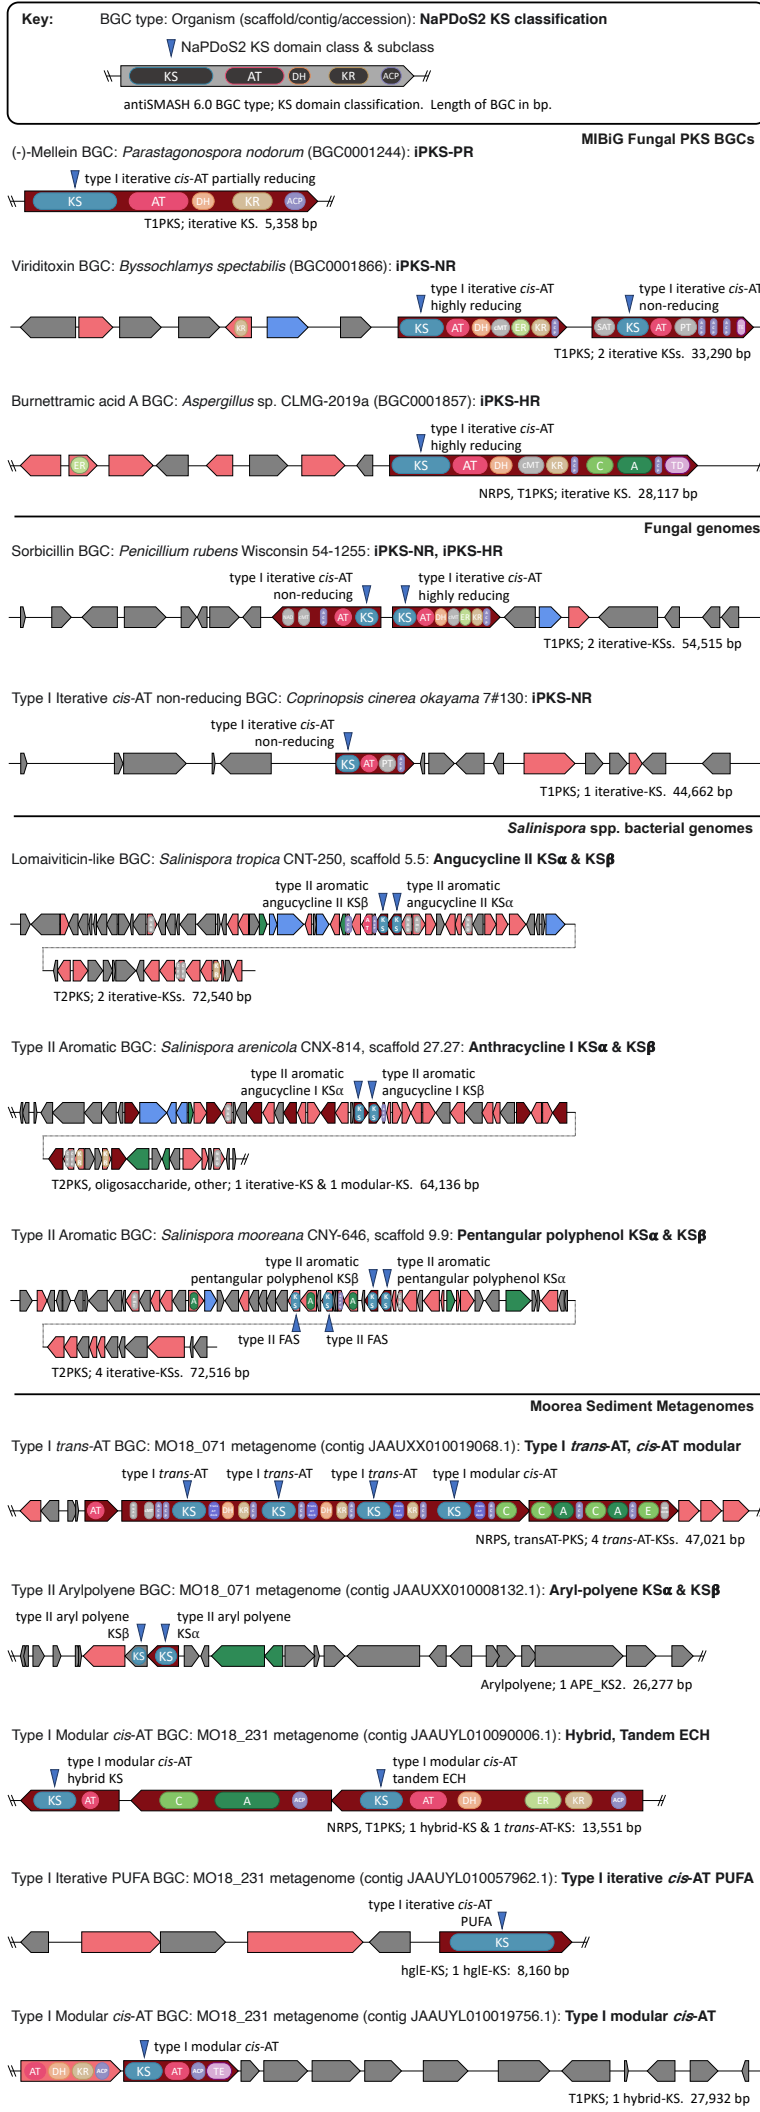 Key: BGC type: Organism (scaffold/contig/accession): NaPDoS2 KS classification
NaPDoS2 KS domain class & subclass
KS AT DH KR ACP
antiSMASH 6.0 BGC type; KS domain classification. Length of BGC in bp.
MIBiG Fungal PKS BGCs
(-)-Mellein BGC: Parastagonospora nodorum (BGC0001244): iPKS-PR
type I iterative cis-AT partially reducing
KS AT DH KR ACP
T1PKS; iterative KS. 5,358 bp
Viriditoxin BGC: Byssochlamys spectabilis (BGC0001866): iPKS-NR
type I iterative cis-AT
highly reducing
type I iterative cis-AT
non-reducing
KR KS AT DH cMT ER KR SAT KS AT PT
T1PKS; 2 iterative KSs. 33,290 bp
Burnettramic acid A BGC: Aspergillus sp. CLMG-2019a (BGC0001857): iPKS-HR
type I iterative cis-AT
highly reducing
ER KS AT DH cMT KR C A TD
NRPS, T1PKS; iterative KS. 28,117 bp
Fungal genomes
Sorbicillin BGC: Penicillium rubens Wisconsin 54-1255: iPKS-NR, iPKS-HR
type I iterative cis-AT
non-reducing
type I iterative cis-AT
highly reducing
cMT AT KS KS AT DH cMT ER KR
T1PKS; 2 iterative-KSs. 54,515 bp
Type I Iterative cis-AT non-reducing BGC: Coprinopsis cinerea okayama 7#130: iPKS-NR
type I iterative cis-AT
non-reducing
KS AT PT
T1PKS; 1 iterative-KS. 44,662 bp
Salinispora spp. bacterial genomes
Lomaiviticin-like BGC: Salinispora tropica CNT-250, scaffold 5.5: Angucycline II KSα & KSβ
type II aromatic
angucycline II KSβ
type II aromatic
angucycline II KSα
AT KS KS
T2PKS; 2 iterative-KSs. 72,540 bp
Type II Aromatic BGC: Salinispora arenicola CNX-814, scaffold 27.27: Anthracycline I KSα & KSβ
type II aromatic
angucycline I KSα
type II aromatic
angucycline I KSβ
KS KS
T2PKS, oligosaccharide, other; 1 iterative-KS & 1 modular-KS. 64,136 bp
Type II Aromatic BGC: Salinispora mooreana CNY-646, scaffold 9.9: Pentangular polyphenol KSα & KSβ
type II aromatic
pentangular polyphenol KSβ
type II aromatic
pentangular polyphenol KSα
A KS A KS A KS KS
type II FAS type II FAS
T2PKS; 4 iterative-KSs. 72,516 bp
Moorea Sediment Metagenomes
Type I trans-AT BGC: MO18_071 metagenome (contig JAAUXX010019068.1): Type I trans-AT, cis-AT modular
type I trans-AT type I trans-AT type I trans-AT type I modular cis-AT
AT KS DH KR KS DH KR KS KR KS C C A C A E
NRPS, transAT-PKS; 4 trans-AT-KSs. 47,021 bp
Type II Arylpolyene BGC: MO18_071 metagenome (contig JAAUXX010008132.1): Aryl-polyene KSα & KSβ
type II aryl polyene
KSβ
type II aryl polyene
KSα
KS KS
Arylpolyene; 1 APE_KS2. 26,277 bp
Type I Modular cis-AT BGC: MO18_231 metagenome (contig JAAUYL010090006.1): Hybrid, Tandem ECH
type I modular cis-AT
hybrid KS
type I modular cis-AT
tandem ECH
KS AT C A ACP KS AT DH ER KR ACP
NRPS, T1PKS; 1 hybrid-KS & 1 trans-AT-KS: 13,551 bp
Type I Iterative PUFA BGC: MO18_231 metagenome (contig JAAUYL010057962.1): Type I iterative cis-AT PUFA
type I iterative cis-AT
PUFA
KS
hglE-KS; 1 hglE-KS: 8,160 bp
Type I Modular cis-AT BGC: MO18_231 metagenome (contig JAAUYL010019756.1): Type I modular cis-AT
type I modular cis-AT
AT DH KR ACP KS AT ACP TE
T1PKS; 1 hybrid-KS. 27,932 bp